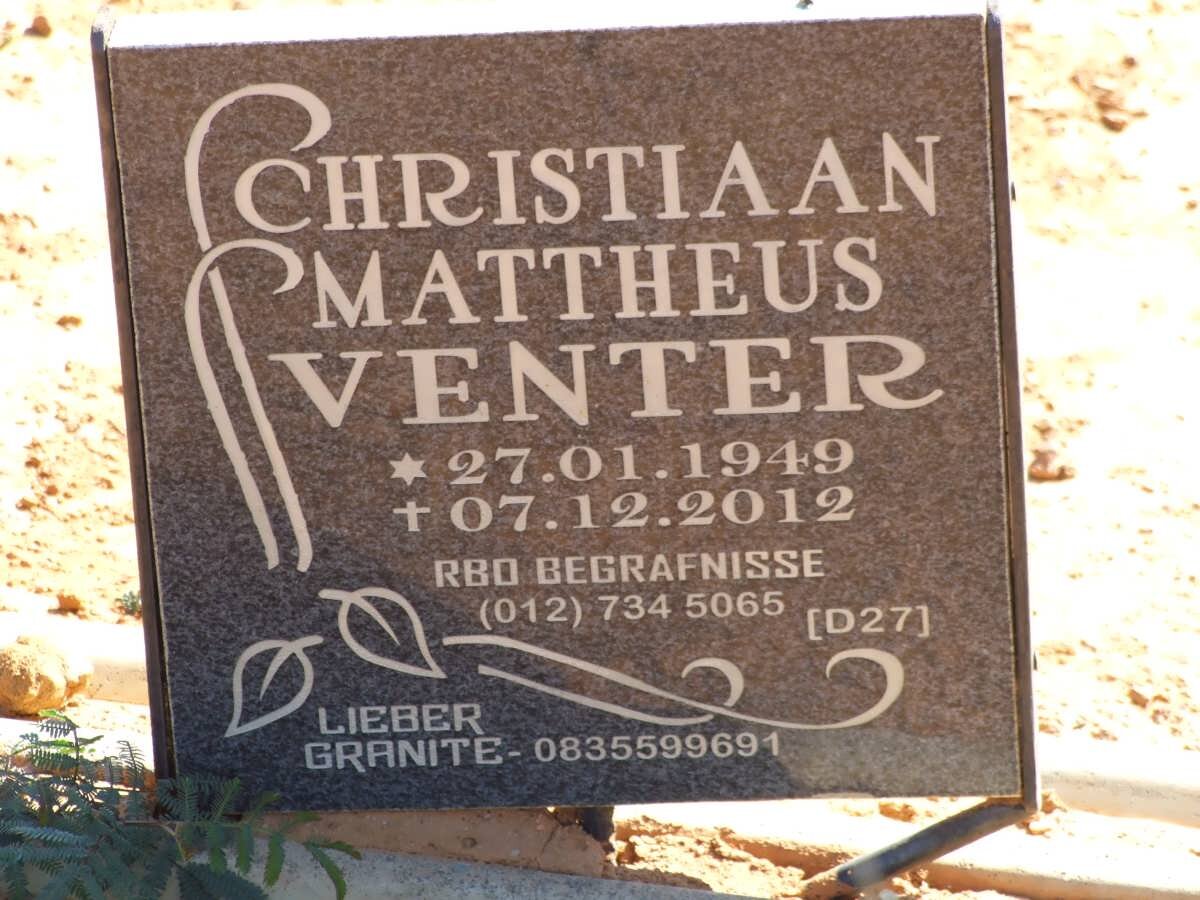 CHRISTIAAN
MATTHEUS
VENTER
* 27.01.1949
† 07.12.2012
RBO BEGRAFNISSE
(012) 734 5065
[D27]
LIEBER
GRANITE - 0835599691